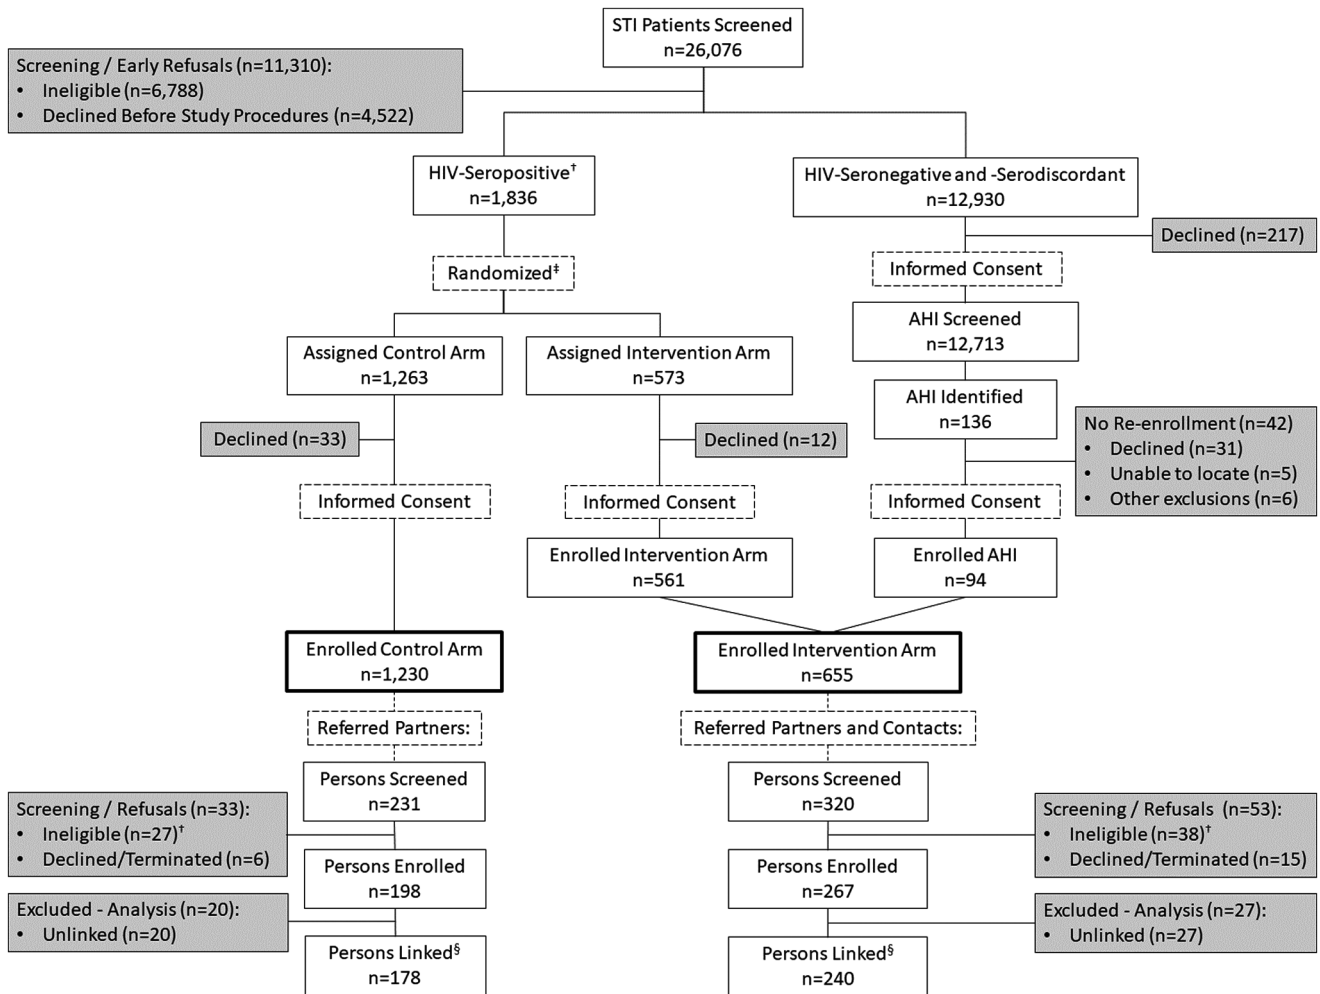 STI Patients Screened
n=26,076
Screening / Early Refusals (n=11,310):
• Ineligible (n=6,788)
• Declined Before Study Procedures (n=4,522)
HIV-Seropositive†
n=1,836
HIV-Seronegative and -Serodiscordant
n=12,930
Declined (n=217)
Randomized‡
Informed Consent
AHI Screened
n=12,713
Assigned Control Arm
n=1,263
Assigned Intervention Arm
n=573
AHI Identified
n=136
Declined (n=33)
Declined (n=12)
No Re-enrollment (n=42)
• Declined (n=31)
• Unable to locate (n=5)
• Other exclusions (n=6)
Informed Consent
Informed Consent
Informed Consent
Enrolled Intervention Arm
n=561
Enrolled AHI
n=94
Enrolled Control Arm
n=1,230
Enrolled Intervention Arm
n=655
Referred Partners:
Referred Partners and Contacts:
Persons Screened
n=231
Persons Screened
n=320
Screening / Refusals (n=33):
• Ineligible (n=27)†
• Declined/Terminated (n=6)
Screening / Refusals (n=53):
• Ineligible (n=38)†
• Declined/Terminated (n=15)
Persons Enrolled
n=198
Persons Enrolled
n=267
Excluded - Analysis (n=20):
• Unlinked (n=20)
Excluded - Analysis (n=27):
• Unlinked (n=27)
Persons Linked§
n=178
Persons Linked§
n=240